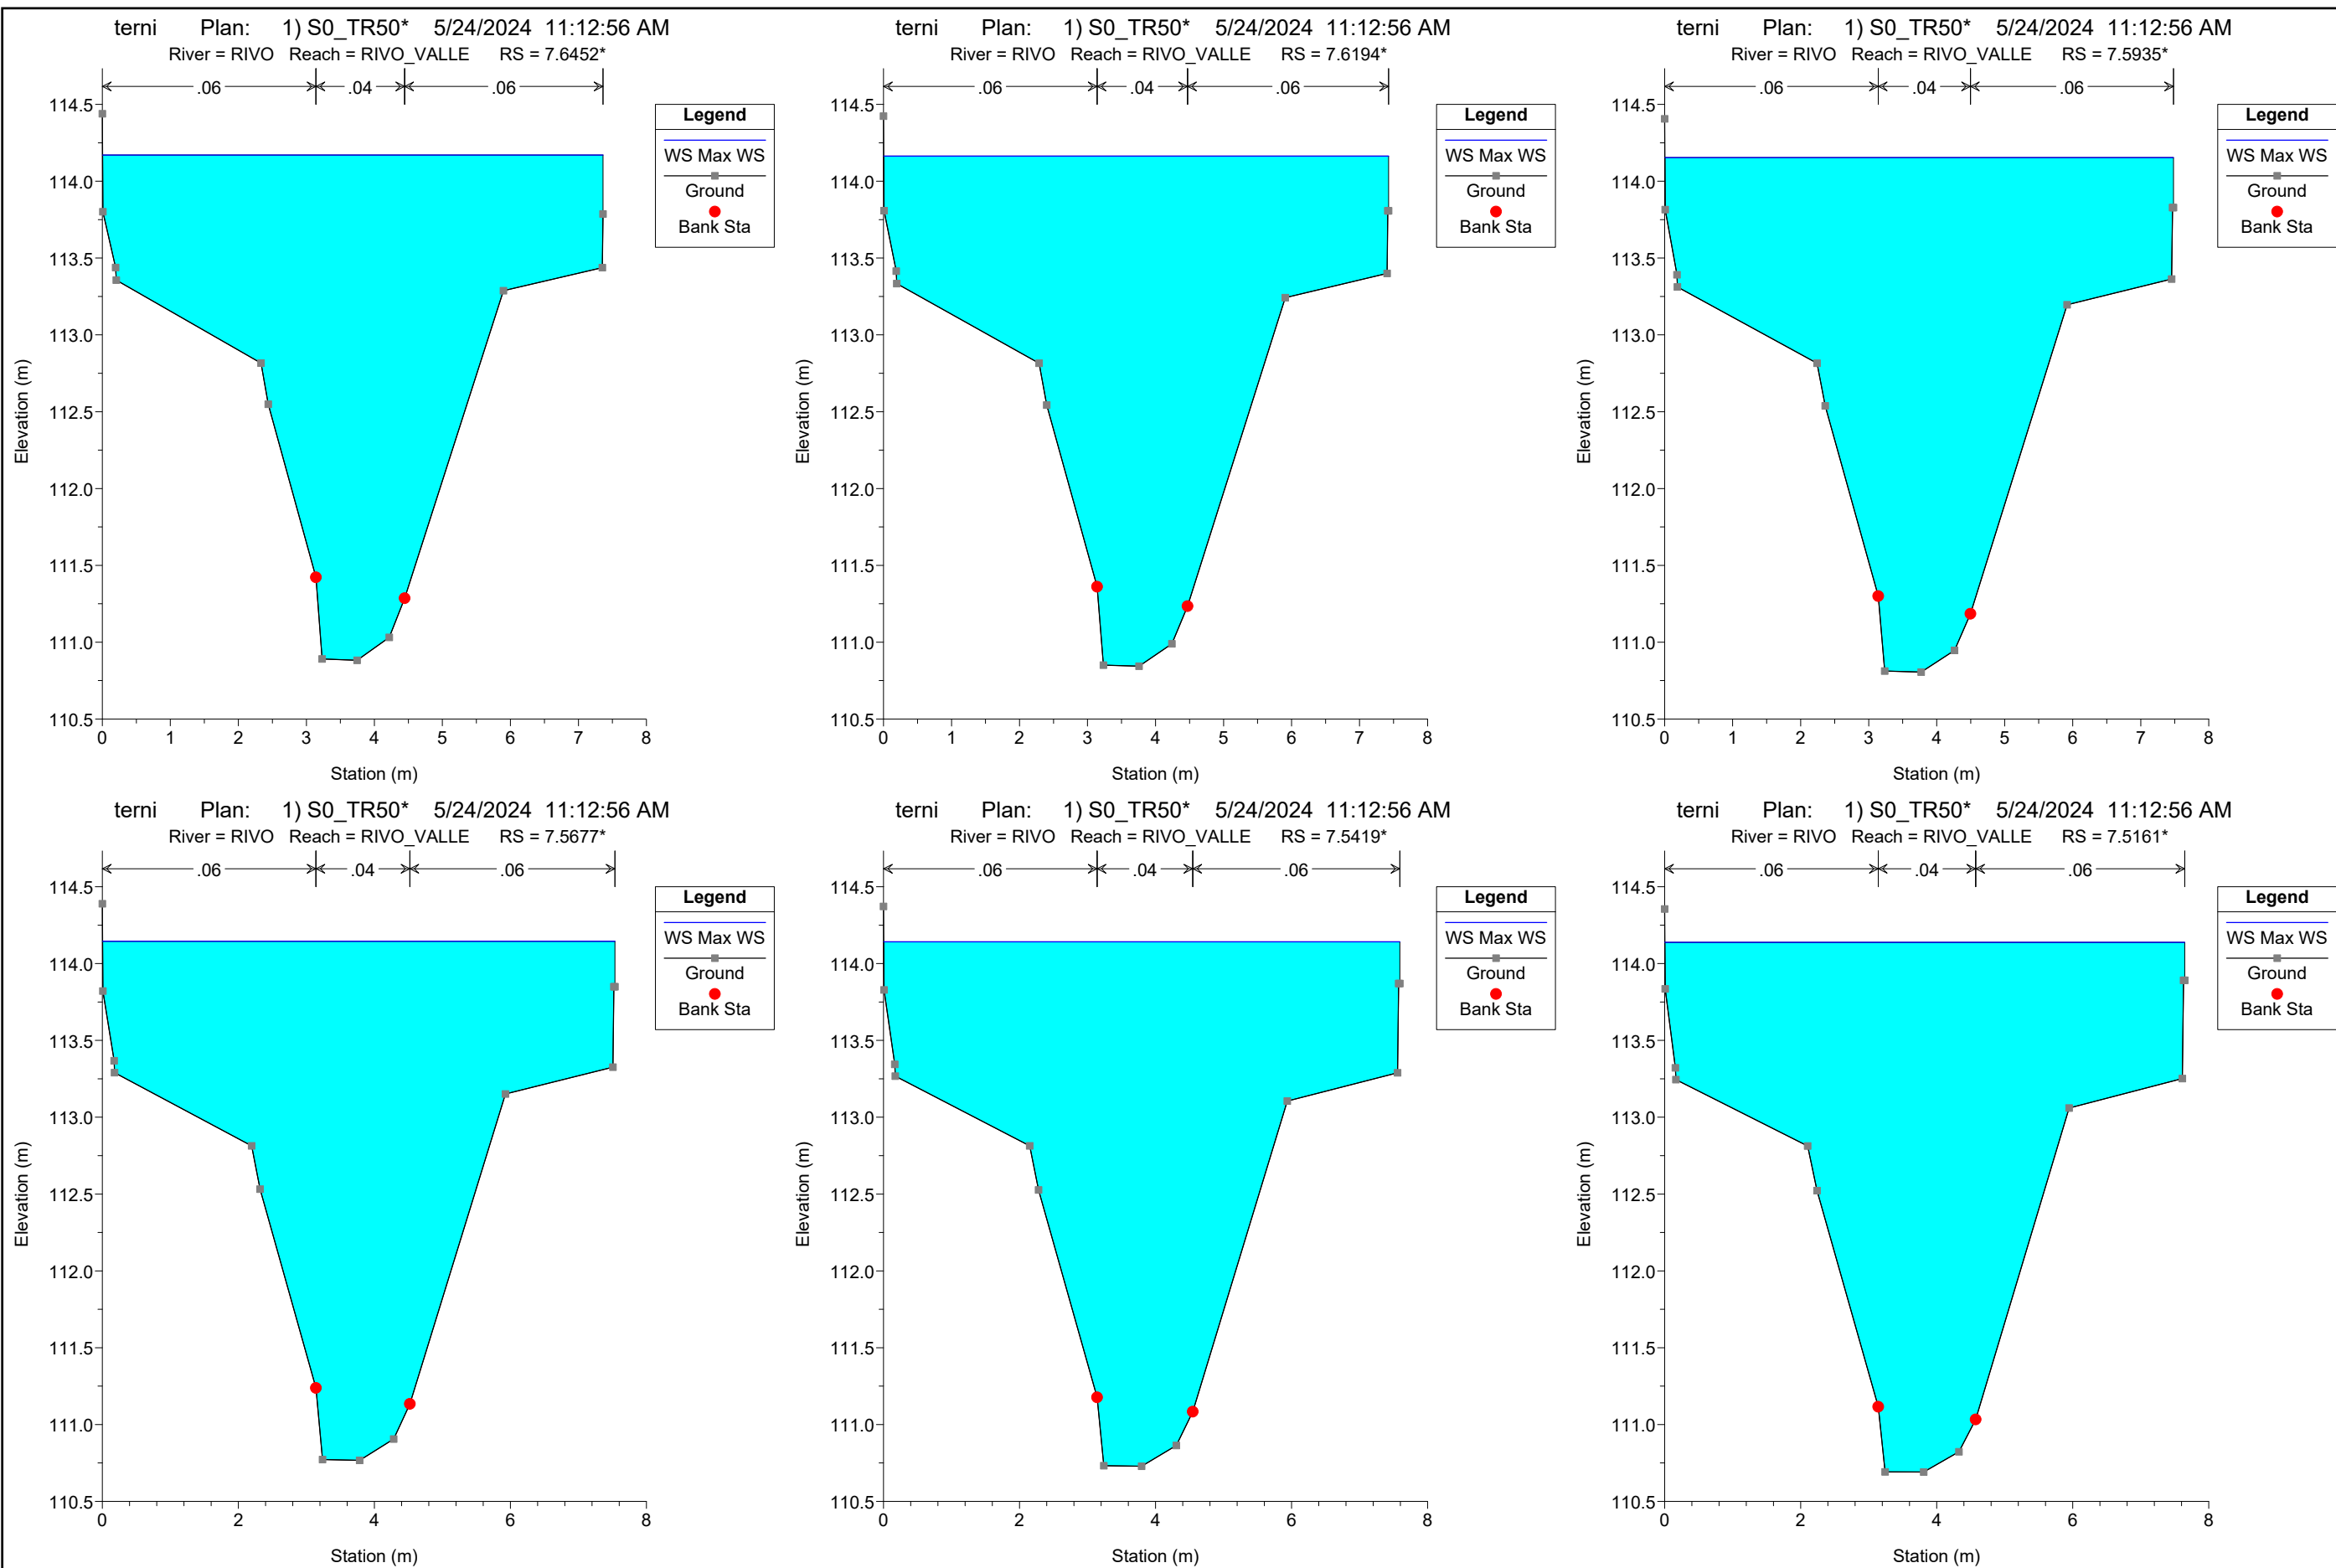 terni Plan: 1) S0_TR50* 5/24/2024 11:12:56 AM
River = RIVO Reach = RIVO_VALLE RS = 7.6452*
.06 .04 .06
Legend
WS Max WS
Ground
Bank Sta
114.5
114.0
113.5
113.0
112.5
112.0
111.5
111.0
110.5
Elevation (m)
0 1 2 3 4 5 6 7 8
Station (m)
terni Plan: 1) S0_TR50* 5/24/2024 11:12:56 AM
River = RIVO Reach = RIVO_VALLE RS = 7.6194*
.06 .04 .06
Legend
WS Max WS
Ground
Bank Sta
114.5
114.0
113.5
113.0
112.5
112.0
111.5
111.0
110.5
Elevation (m)
0 1 2 3 4 5 6 7 8
Station (m)
terni Plan: 1) S0_TR50* 5/24/2024 11:12:56 AM
River = RIVO Reach = RIVO_VALLE RS = 7.5935*
.06 .04 .06
Legend
WS Max WS
Ground
Bank Sta
114.5
114.0
113.5
113.0
112.5
112.0
111.5
111.0
110.5
Elevation (m)
0 1 2 3 4 5 6 7 8
Station (m)
terni Plan: 1) S0_TR50* 5/24/2024 11:12:56 AM
River = RIVO Reach = RIVO_VALLE RS = 7.5677*
.06 .04 .06
Legend
WS Max WS
Ground
Bank Sta
114.5
114.0
113.5
113.0
112.5
112.0
111.5
111.0
110.5
Elevation (m)
0 2 4 6 8
Station (m)
terni Plan: 1) S0_TR50* 5/24/2024 11:12:56 AM
River = RIVO Reach = RIVO_VALLE RS = 7.5419*
.06 .04 .06
Legend
WS Max WS
Ground
Bank Sta
114.5
114.0
113.5
113.0
112.5
112.0
111.5
111.0
110.5
Elevation (m)
0 2 4 6 8
Station (m)
terni Plan: 1) S0_TR50* 5/24/2024 11:12:56 AM
River = RIVO Reach = RIVO_VALLE RS = 7.5161*
.06 .04 .06
Legend
WS Max WS
Ground
Bank Sta
114.5
114.0
113.5
113.0
112.5
112.0
111.5
111.0
110.5
Elevation (m)
0 2 4 6 8
Station (m)